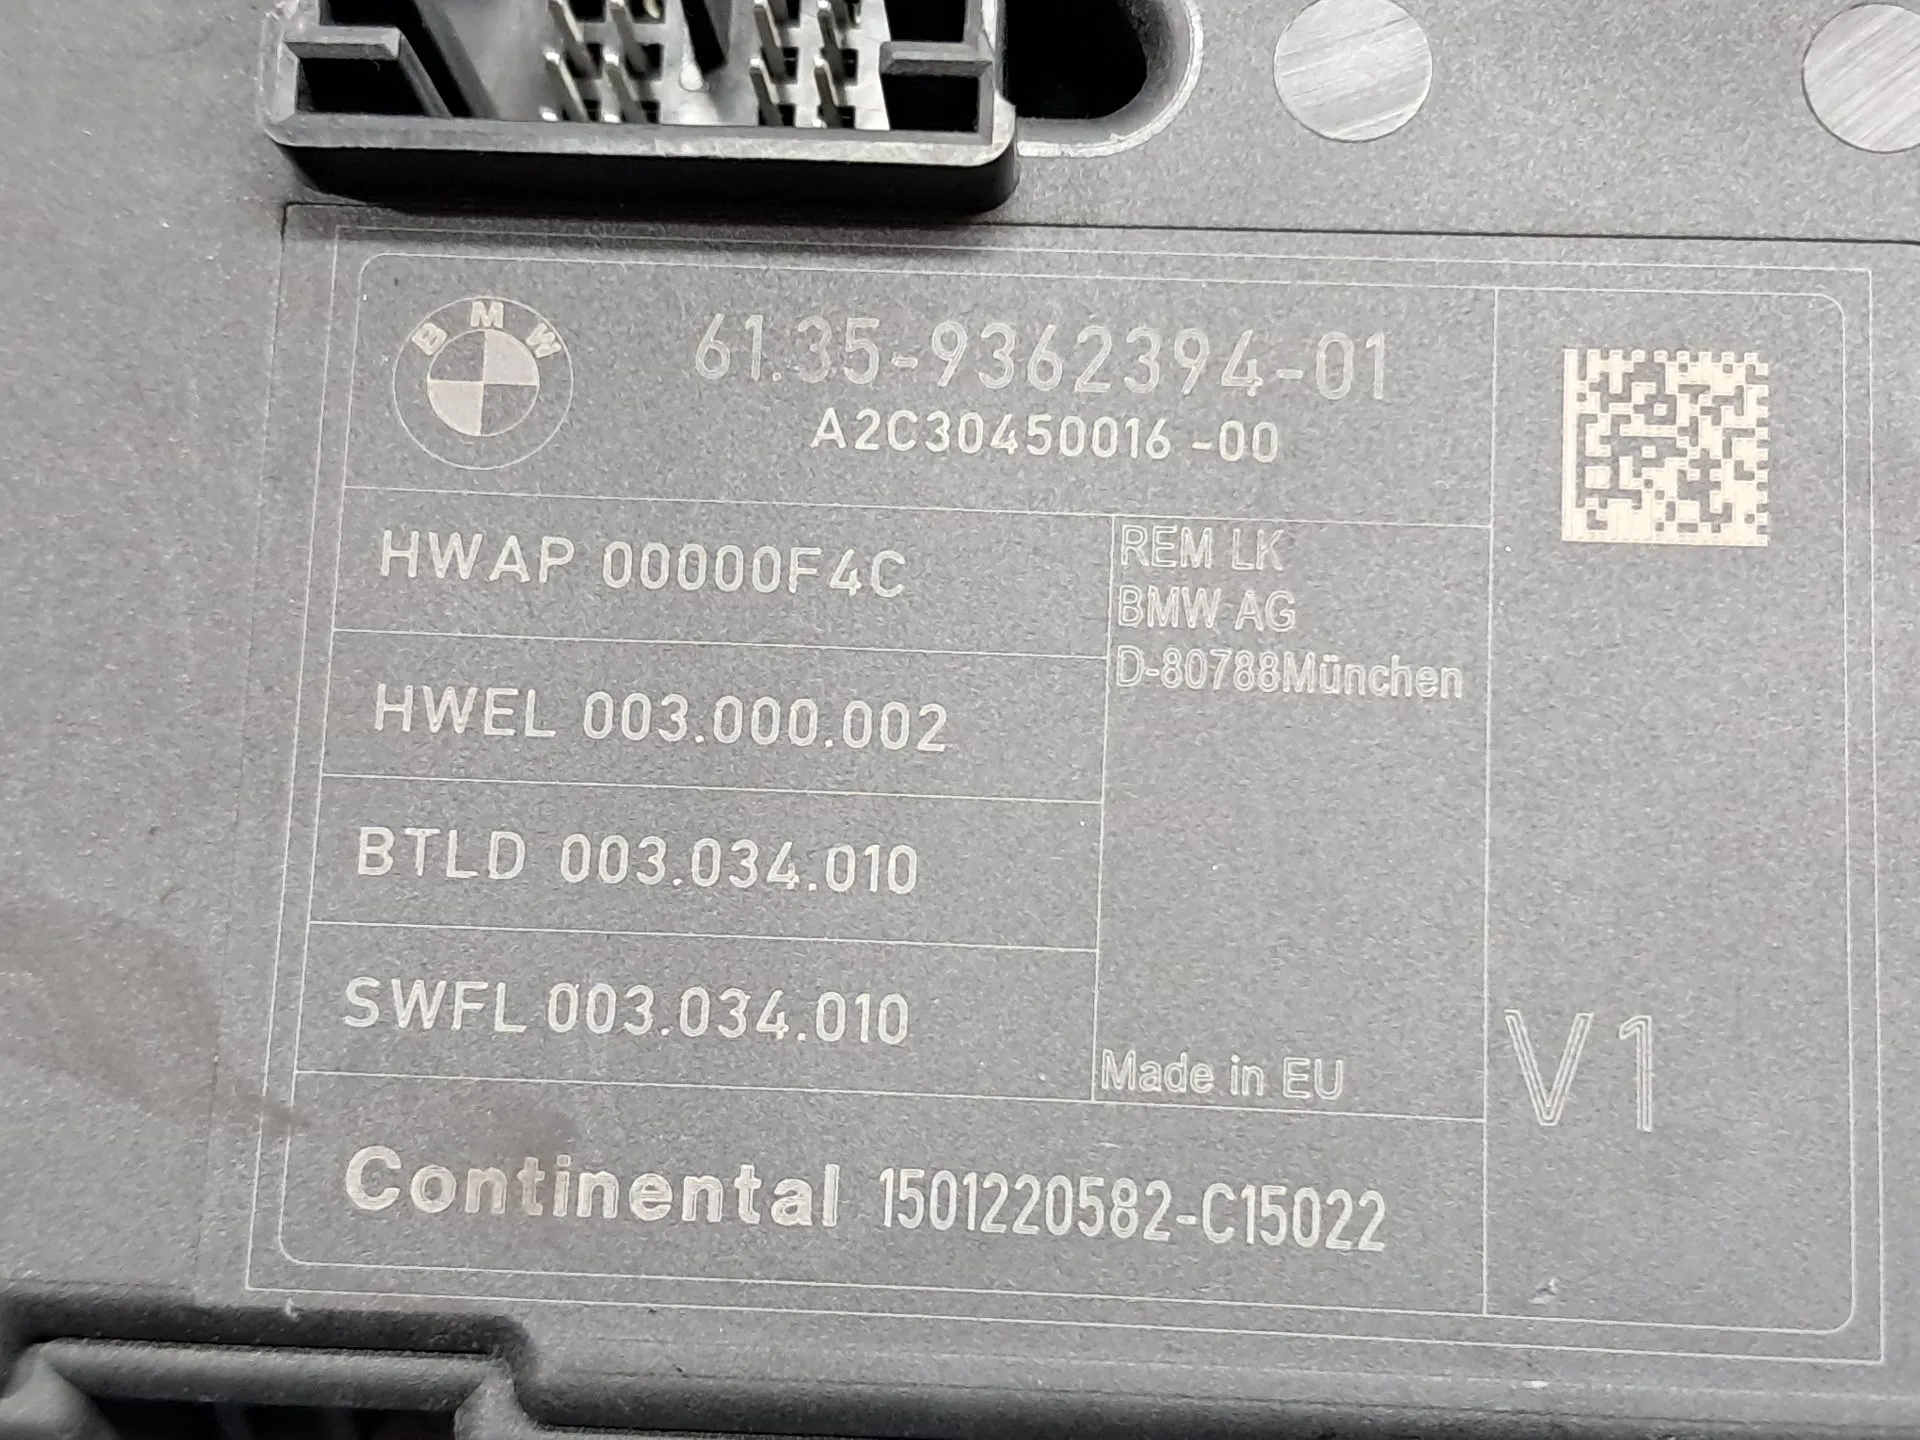 BMW
61.35-9362394-01
A2C30450016-00
HWAP 00000F4C
REM LK
BMW AG
D-80788München
HWEL 003.000.002
BTLD 003.034.010
SWFL 003.034.010
Made in EU
V1
Continental 1501220582-C15022